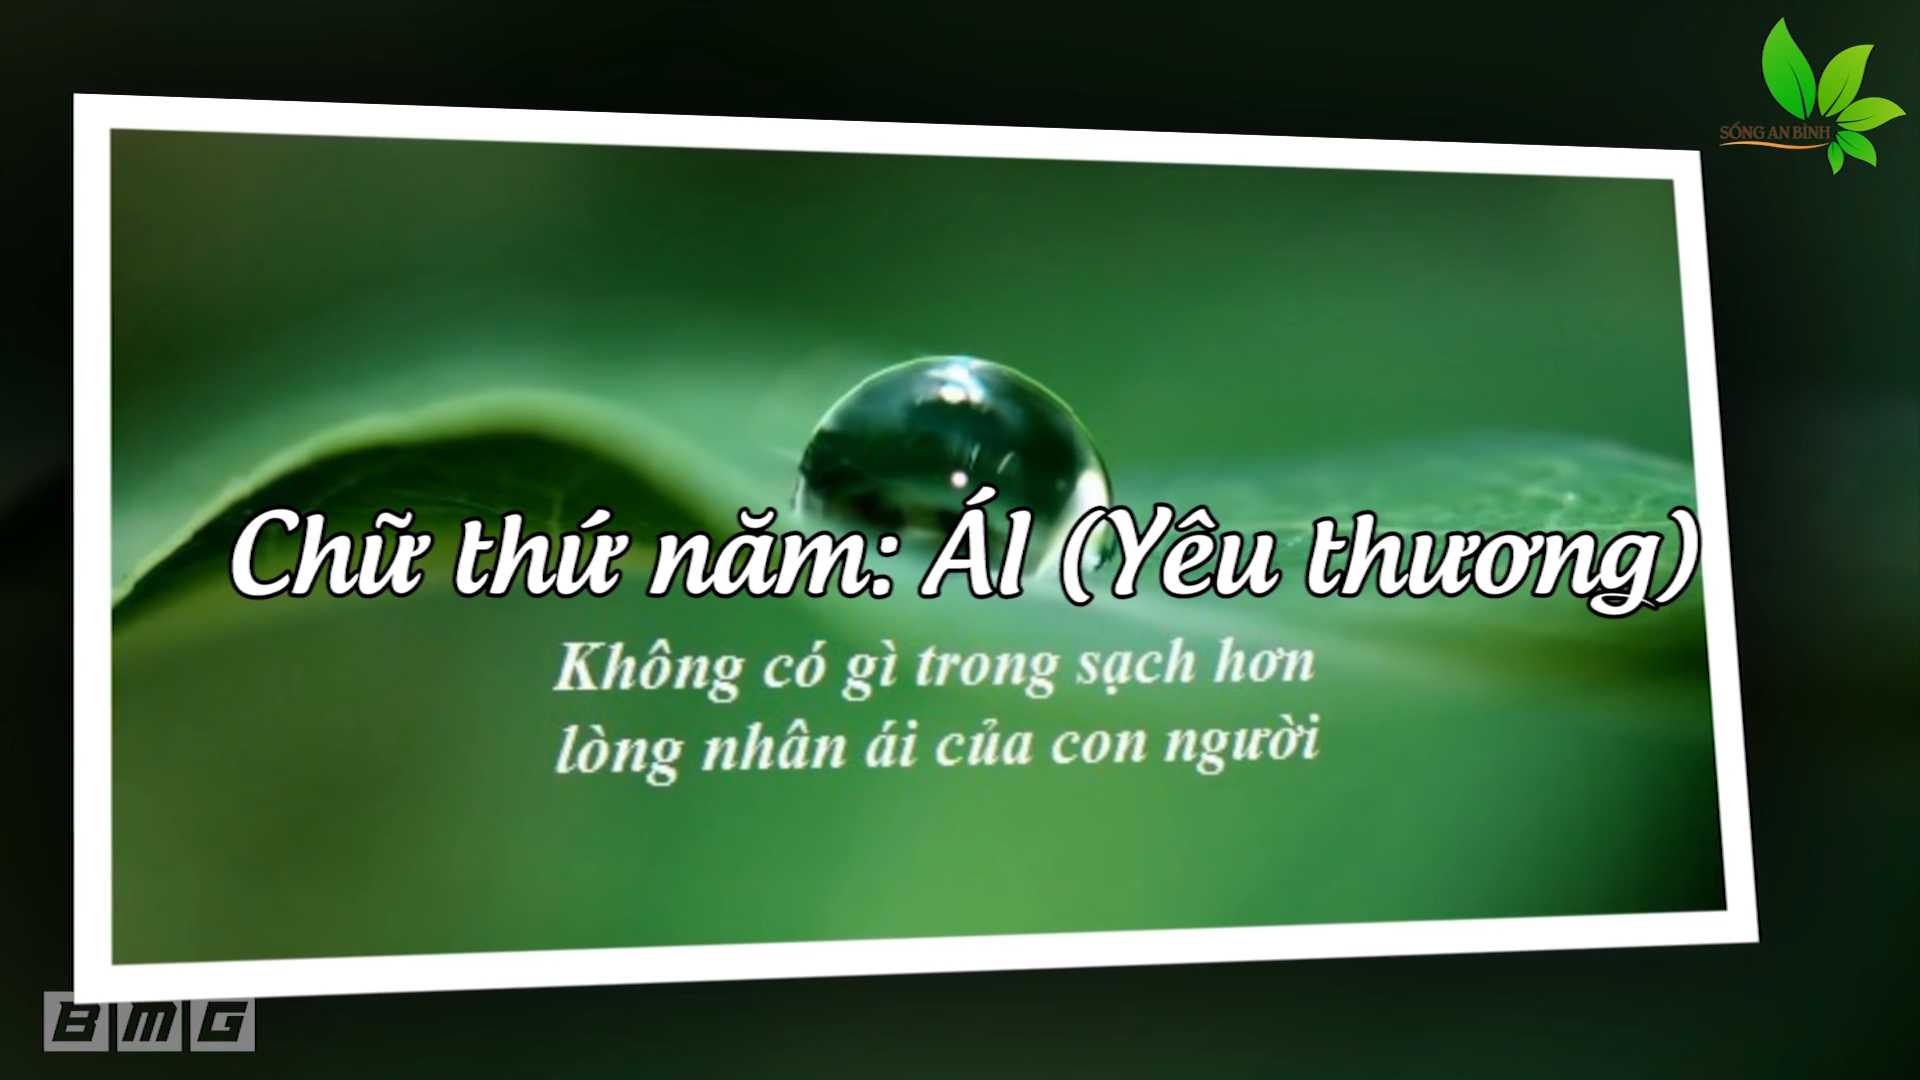 SỐNG AN BÌNH
Chữ thứ năm: ÁI (Yêu thương)
Không có gì trong sạch hơn
lòng nhân ái của con người
BMG